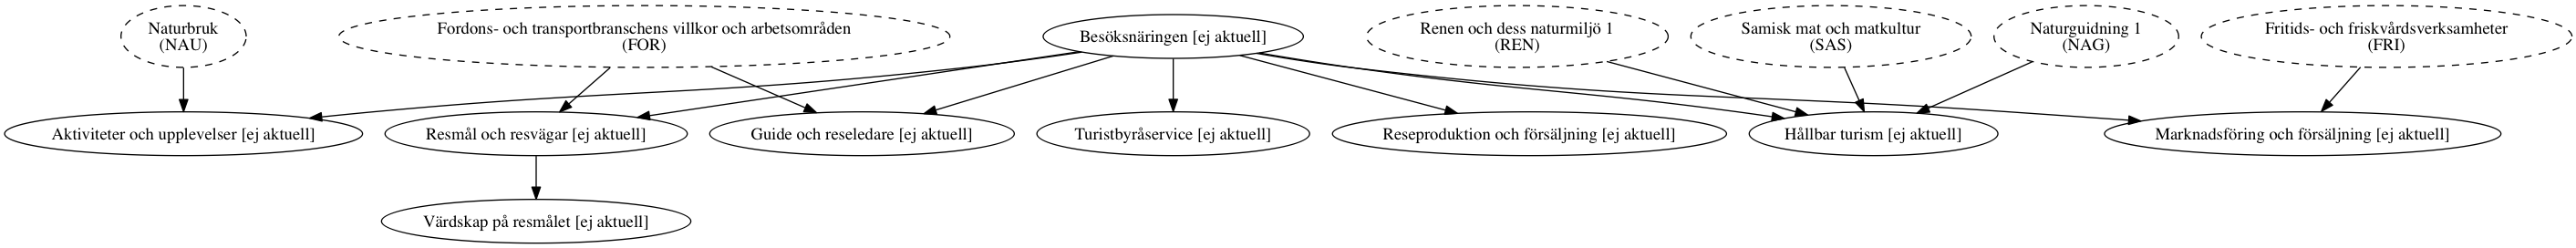 Naturbruk
(NAU)
Fordons- och transportbranschens villkor och arbetsområden
(FOR)
Besöksnäringen [ej aktuell]
Renen och dess naturmiljö 1
(REN)
Samisk mat och matkultur
(SAS)
Naturguidning 1
(NAG)
Fritids- och friskvårdsverksamheter
(FRI)
Aktiviteter och upplevelser [ej aktuell]
Resmål och resvägar [ej aktuell]
Guide och reseledare [ej aktuell]
Turistbyråservice [ej aktuell]
Reseproduktion och försäljning [ej aktuell]
Hållbar turism [ej aktuell]
Marknadsföring och försäljning [ej aktuell]
Värdskap på resmålet [ej aktuell]